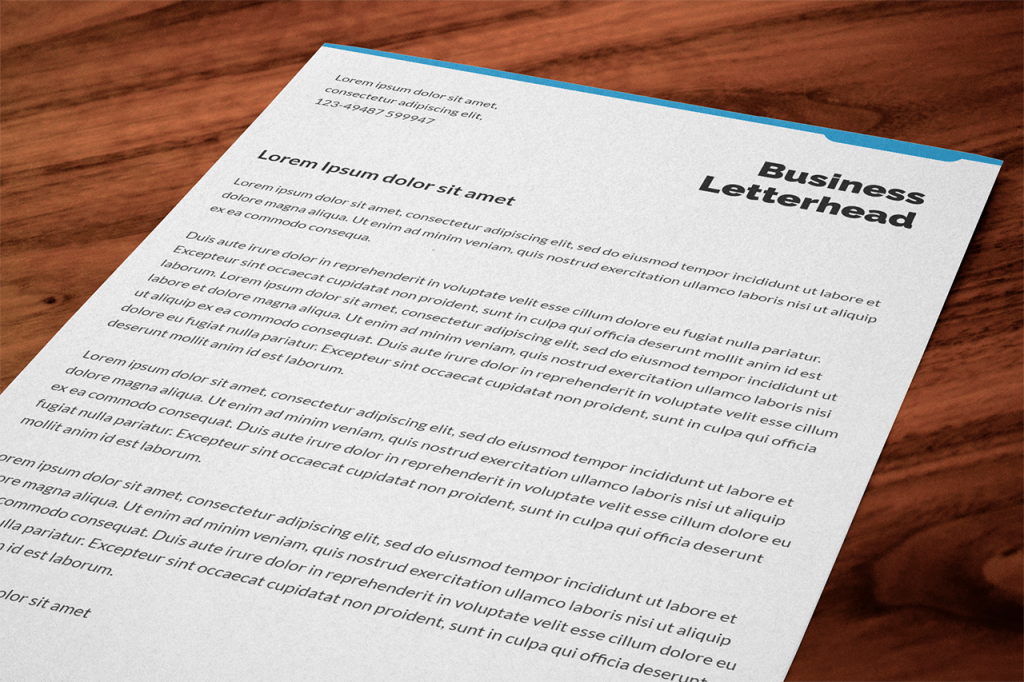 Lorem ipsum dolor sit amet,
consectetur adipiscing elit,
123-49487 599947
Business
Letterhead
Lorem Ipsum dolor sit amet
Lorem ipsum dolor sit amet, consectetur adipiscing elit, sed do eiusmod tempor incididunt ut labore et
dolore magna aliqua. Ut enim ad minim veniam, quis nostrud exercitation ullamco laboris nisi ut aliquip
ex ea commodo consequa.
Duis aute irure dolor in reprehenderit in voluptate velit esse cillum dolore eu fugiat nulla pariatur.
Excepteur sint occaecat cupidatat non proident, sunt in culpa qui officia deserunt mollit anim id est
laborum. Lorem ipsum dolor sit amet, consectetur adipiscing elit, sed do eiusmod tempor incididunt ut
labore et dolore magna aliqua. Ut enim ad minim veniam, quis nostrud exercitation ullamco laboris nisi
ut aliquip ex ea commodo consequat. Duis aute irure dolor in reprehenderit in voluptate velit esse cillum
dolore eu fugiat nulla pariatur. Excepteur sint occaecat cupidatat non proident, sunt in culpa qui officia
deserunt mollit anim id est laborum.
Lorem ipsum dolor sit amet, consectetur adipiscing elit, sed do eiusmod tempor incididunt ut labore et
dolore magna aliqua. Ut enim ad minim veniam, quis nostrud exercitation ullamco laboris nisi ut aliquip
ex ea commodo consequat. Duis aute irure dolor in reprehenderit in voluptate velit esse cillum dolore eu
fugiat nulla pariatur. Excepteur sint occaecat cupidatat non proident, sunt in culpa qui officia deserunt
mollit anim id est laborum.
orem ipsum dolor sit amet, consectetur adipiscing elit, sed do eiusmod tempor incididunt ut labore et
ore magna aliqua. Ut enim ad minim veniam, quis nostrud exercitation ullamco laboris nisi ut aliquip
commodo consequat. Duis aute irure dolor in reprehenderit in voluptate velit esse cillum dolore eu
ulla pariatur. Excepteur sint occaecat cupidatat non proident, sunt in culpa qui officia deserunt
id est laborum.
olor sit amet